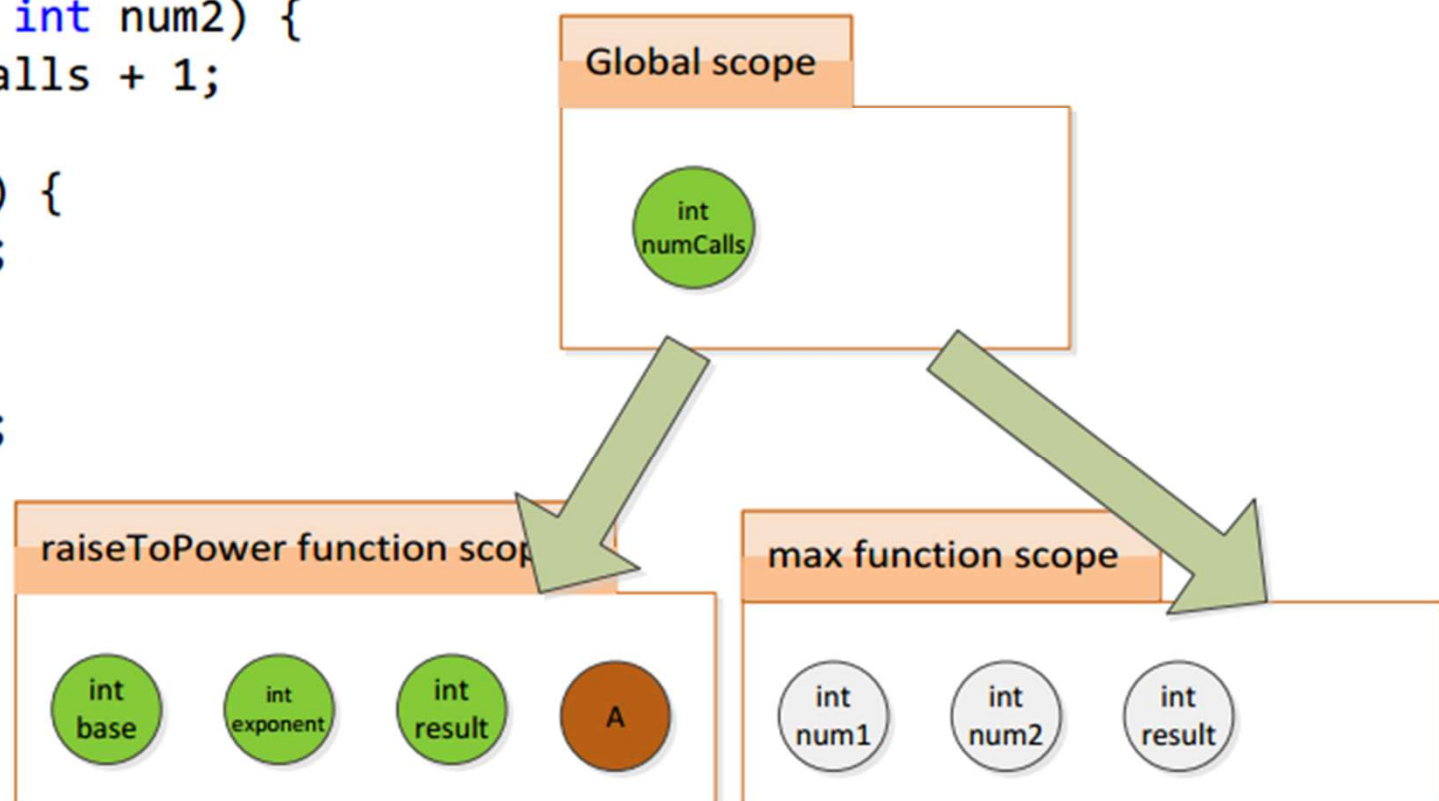 int num2) {
alls + 1;
) {
;
;
Global scope
int
numCalls
raiseToPower function scop
max function scope
int
base
int
exponent
int
result
A
int
num1
int
num2
int
result